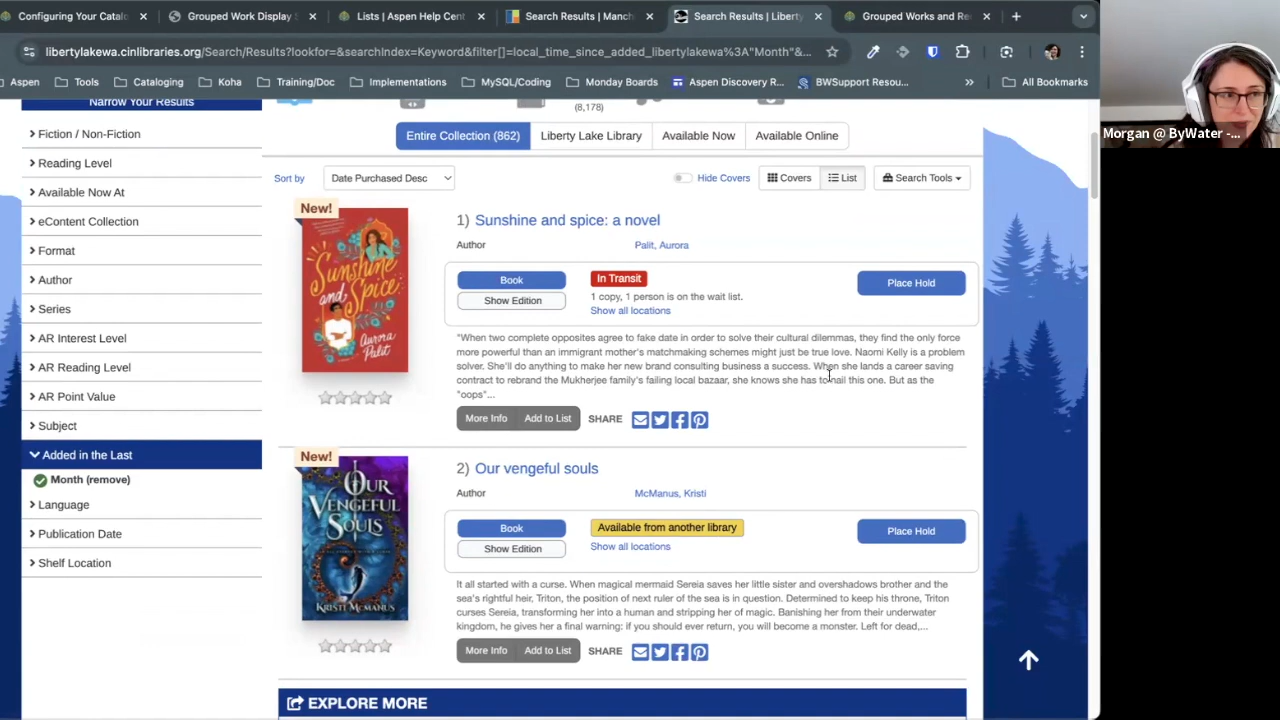 Configuring Your Catalo
Grouped Work Display S
Lists | Aspen Help Cent
Search Results | Manch
Search Results | Liberty
Grouped Works and Re
libertylakewa.cinlibraries.org/Search/Results?lookfor=&searchIndex=Keyword&filter[]=local_time_since_added_libertylakewa%3A"Month"&...
Aspen
Tools
Cataloging
Koha
Training/Doc
Implementations
MySQL/Coding
Monday Boards
Aspen Discovery R...
BWSupport Resou...
»
All Bookmarks
Morgan @ ByWater -...
Narrow Your Results
Fiction / Non-Fiction
Reading Level
Available Now At
eContent Collection
Format
Author
Series
AR Interest Level
AR Reading Level
AR Point Value
Subject
Added in the Last
Month (remove)
Language
Publication Date
Shelf Location
(8,178)
Entire Collection (862)
Liberty Lake Library
Available Now
Available Online
Sort by
Date Purchased Desc
Hide Covers
Covers
List
Search Tools
New!
Sunshine
and
Spice
Aurora
Palit
1) Sunshine and spice: a novel
Author
Palit, Aurora
Book
Show Edition
In Transit
1 copy, 1 person is on the wait list.
Show all locations
Place Hold
"When two complete opposites agree to fake date in order to solve their cultural dilemmas, they find the only force
more powerful than an immigrant mother's matchmaking schemes might just be true love. Naomi Kelly is a problem
solver. She'll do anything to make her new brand consulting business a success. When she lands a career saving
contract to rebrand the Mukherjee family's failing local bazaar, she knows she has to nail this one. But as the
"oops"...
More Info
Add to List
SHARE
New!
OUR
VENGEFUL
SOULS
KRISTI MCMANUS
2) Our vengeful souls
Author
McManus, Kristi
Book
Show Edition
Available from another library
Show all locations
Place Hold
It all started with a curse. When magical mermaid Sereia saves her little sister and overshadows brother and the
sea's rightful heir, Triton, the position of next ruler of the sea is in question. Determined to keep his throne, Triton
curses Sereia, transforming her into a human and stripping her of magic. Banishing her from their underwater
kingdom, he gives her a final warning: if you should ever return, you will become a monster. Left for dead,...
More Info
Add to List
SHARE
EXPLORE MORE